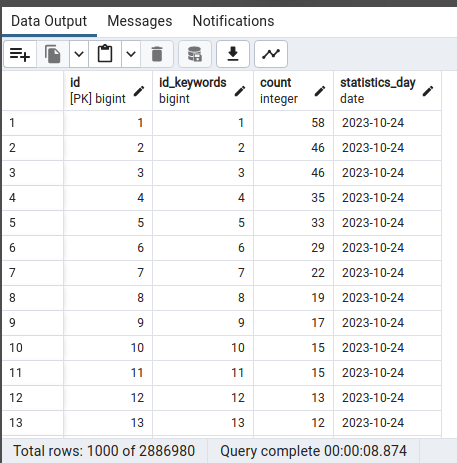 Data Output Messages Notifications
id id_keywords count statistics_day
[PK] bigint bigint integer date
1 1 1 58 2023-10-24
2 2 2 46 2023-10-24
3 3 3 46 2023-10-24
4 4 4 35 2023-10-24
5 5 5 33 2023-10-24
6 6 6 29 2023-10-24
7 7 7 22 2023-10-24
8 8 8 19 2023-10-24
9 9 9 17 2023-10-24
10 10 10 15 2023-10-24
11 11 11 15 2023-10-24
12 12 12 13 2023-10-24
13 13 13 12 2023-10-24
Total rows: 1000 of 2886980 Query complete 00:00:08.874